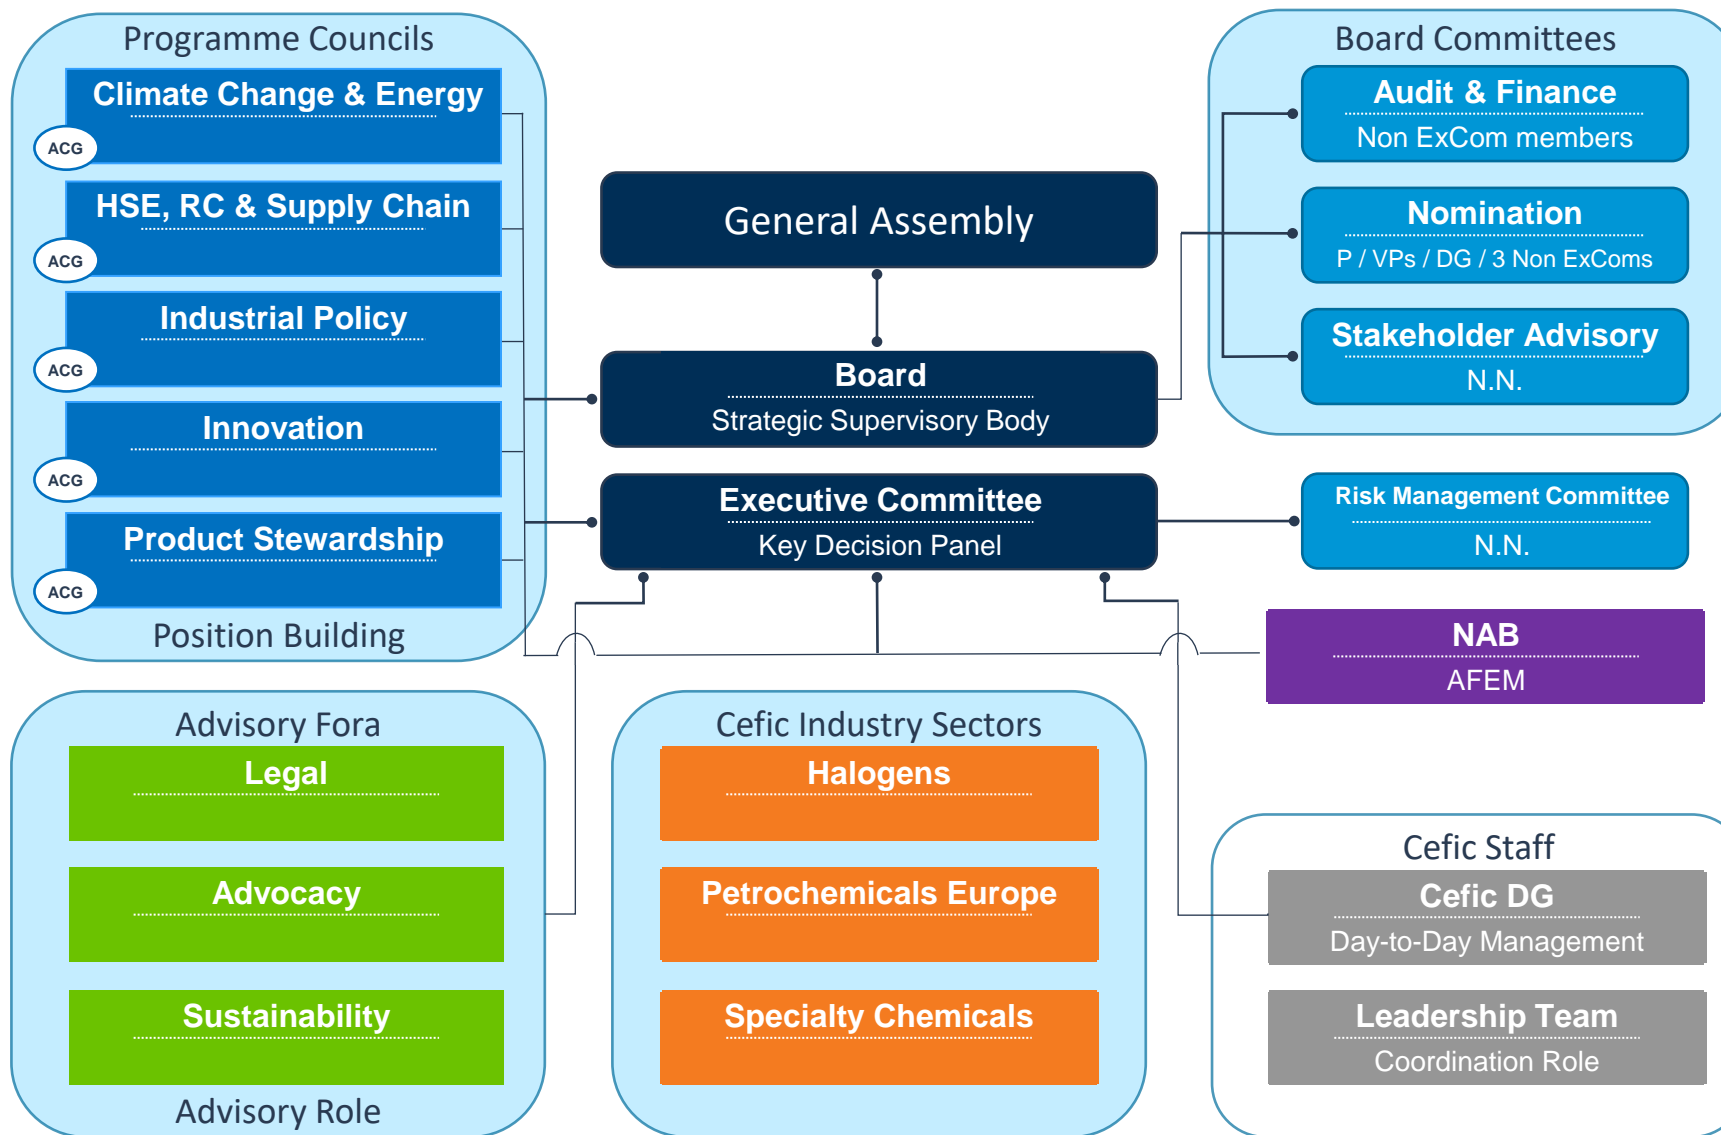 Programme Councils
Climate Change & Energy
ACG
HSE, RC & Supply Chain
ACG
Industrial Policy
ACG
Innovation
ACG
Product Stewardship
ACG
Position Building
General Assembly
Board
Strategic Supervisory Body
Executive Committee
Key Decision Panel
Board Committees
Audit & Finance
Non ExCom members
Nomination
P / VPs / DG / 3 Non ExComs
Stakeholder Advisory
N.N.
Risk Management Committee
N.N.
NAB
AFEM
Advisory Fora
Legal
Advocacy
Sustainability
Advisory Role
Cefic Industry Sectors
Halogens
Petrochemicals Europe
Specialty Chemicals
Cefic Staff
Cefic DG
Day-to-Day Management
Leadership Team
Coordination Role